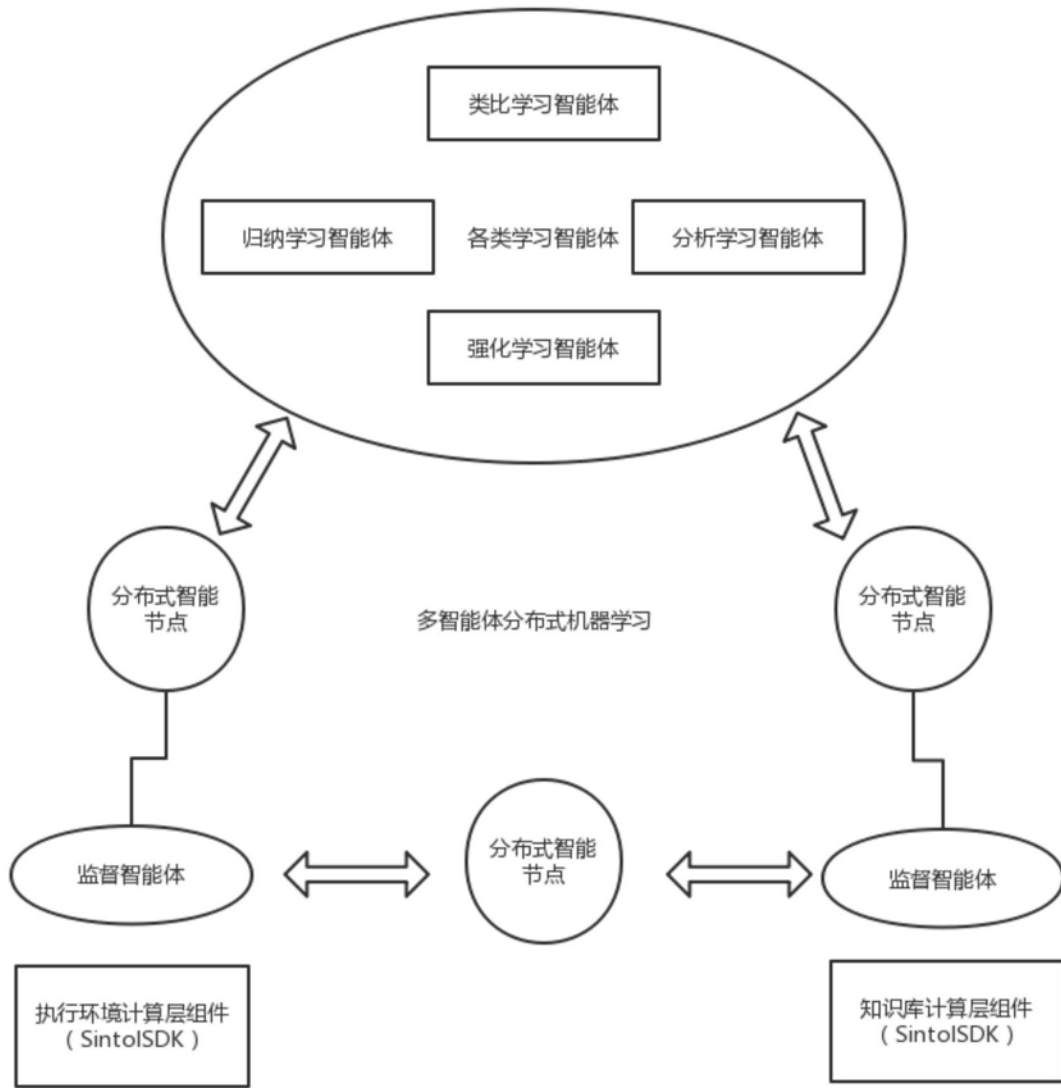 类比学习智能体
归纳学习智能体
各类学习智能体
分析学习智能体
强化学习智能体
分布式智能
节点
多智能体分布式机器学习
分布式智能
节点
分布式智能
节点
监督智能体
监督智能体
执行环境计算层组件
（SintolSDK）
知识库计算层组件
（SintolSDK）